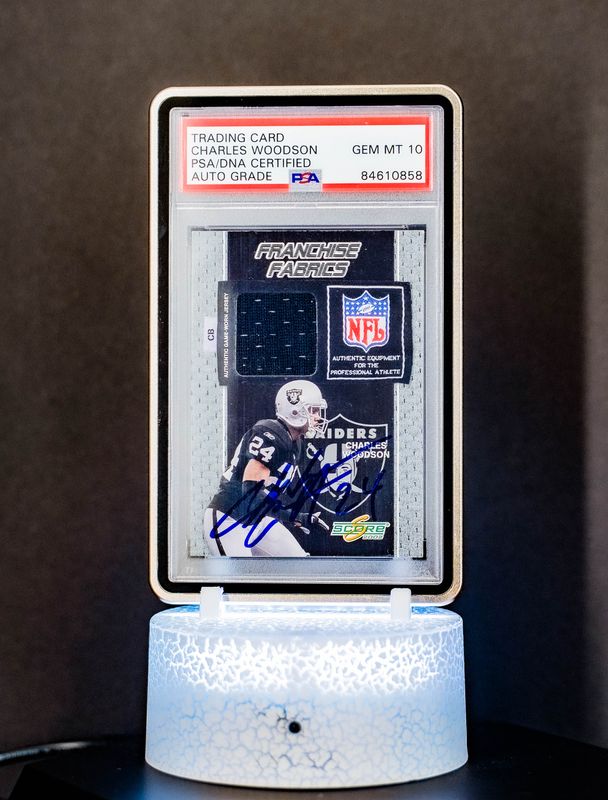 TRADING CARD
CHARLES WOODSON GEM MT 10
PSA/DNA CERTIFIED
AUTO GRADE PSA 84610858
FRANCHISE
FABRICS
AUTHENTIC GAME-WORN JERSEY
CB
NFL
AUTHENTIC EQUIPMENT
FOR THE
PROFESSIONAL ATHLETE
24
RAIDERS
CHARLES
WOODSON
24
SCORE